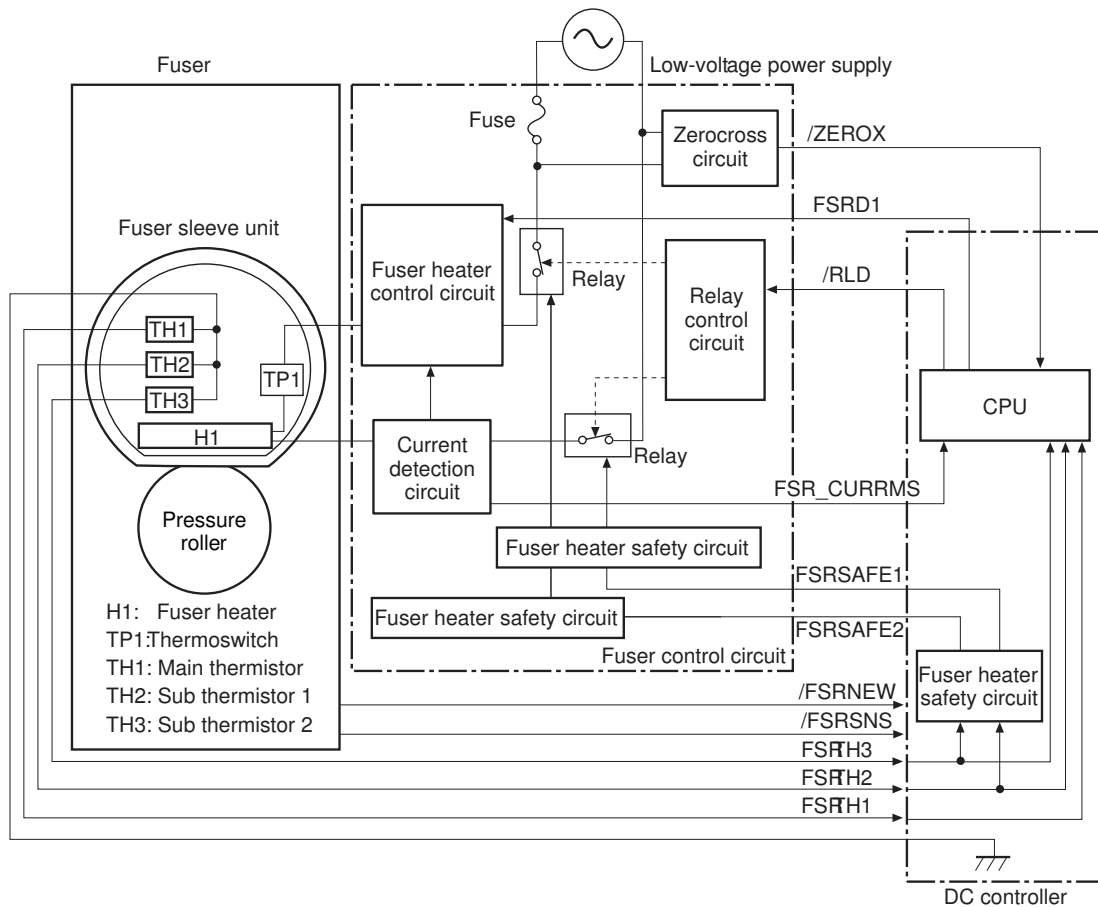 Fuser
Low-voltage power supply
Fuse
Zerocross
circuit
/ZEROX
FSRD1
Fuser sleeve unit
Fuser heater
control circuit
Relay
Relay
control
circuit
/RLD
TH1
TH2
TH3
TP1
H1
CPU
Current
detection
circuit
Relay
FSR_CURRMS
Pressure
roller
Fuser heater safety circuit
FSRSAFE1
Fuser heater safety circuit
FSRSAFE2
Fuser control circuit
Fuser heater
safety circuit
H1: Fuser heater
TP1:Thermoswitch
TH1: Main thermistor
TH2: Sub thermistor 1
TH3: Sub thermistor 2
/FSRNEW
/FSRSNS
FSRTH3
FSRTH2
FSRTH1
DC controller